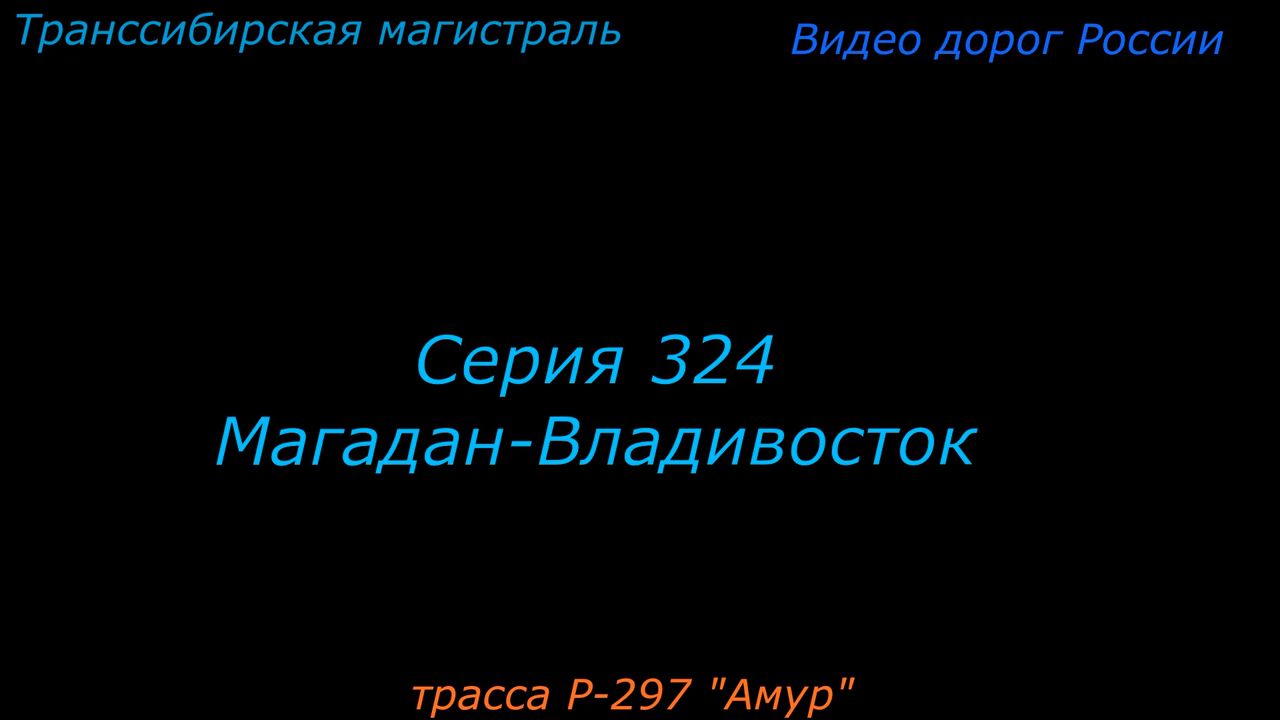 Транссибирская магистраль
Видео дорог России
Серия 324
Магадан-Владивосток
трасса Р-297 "Амур"